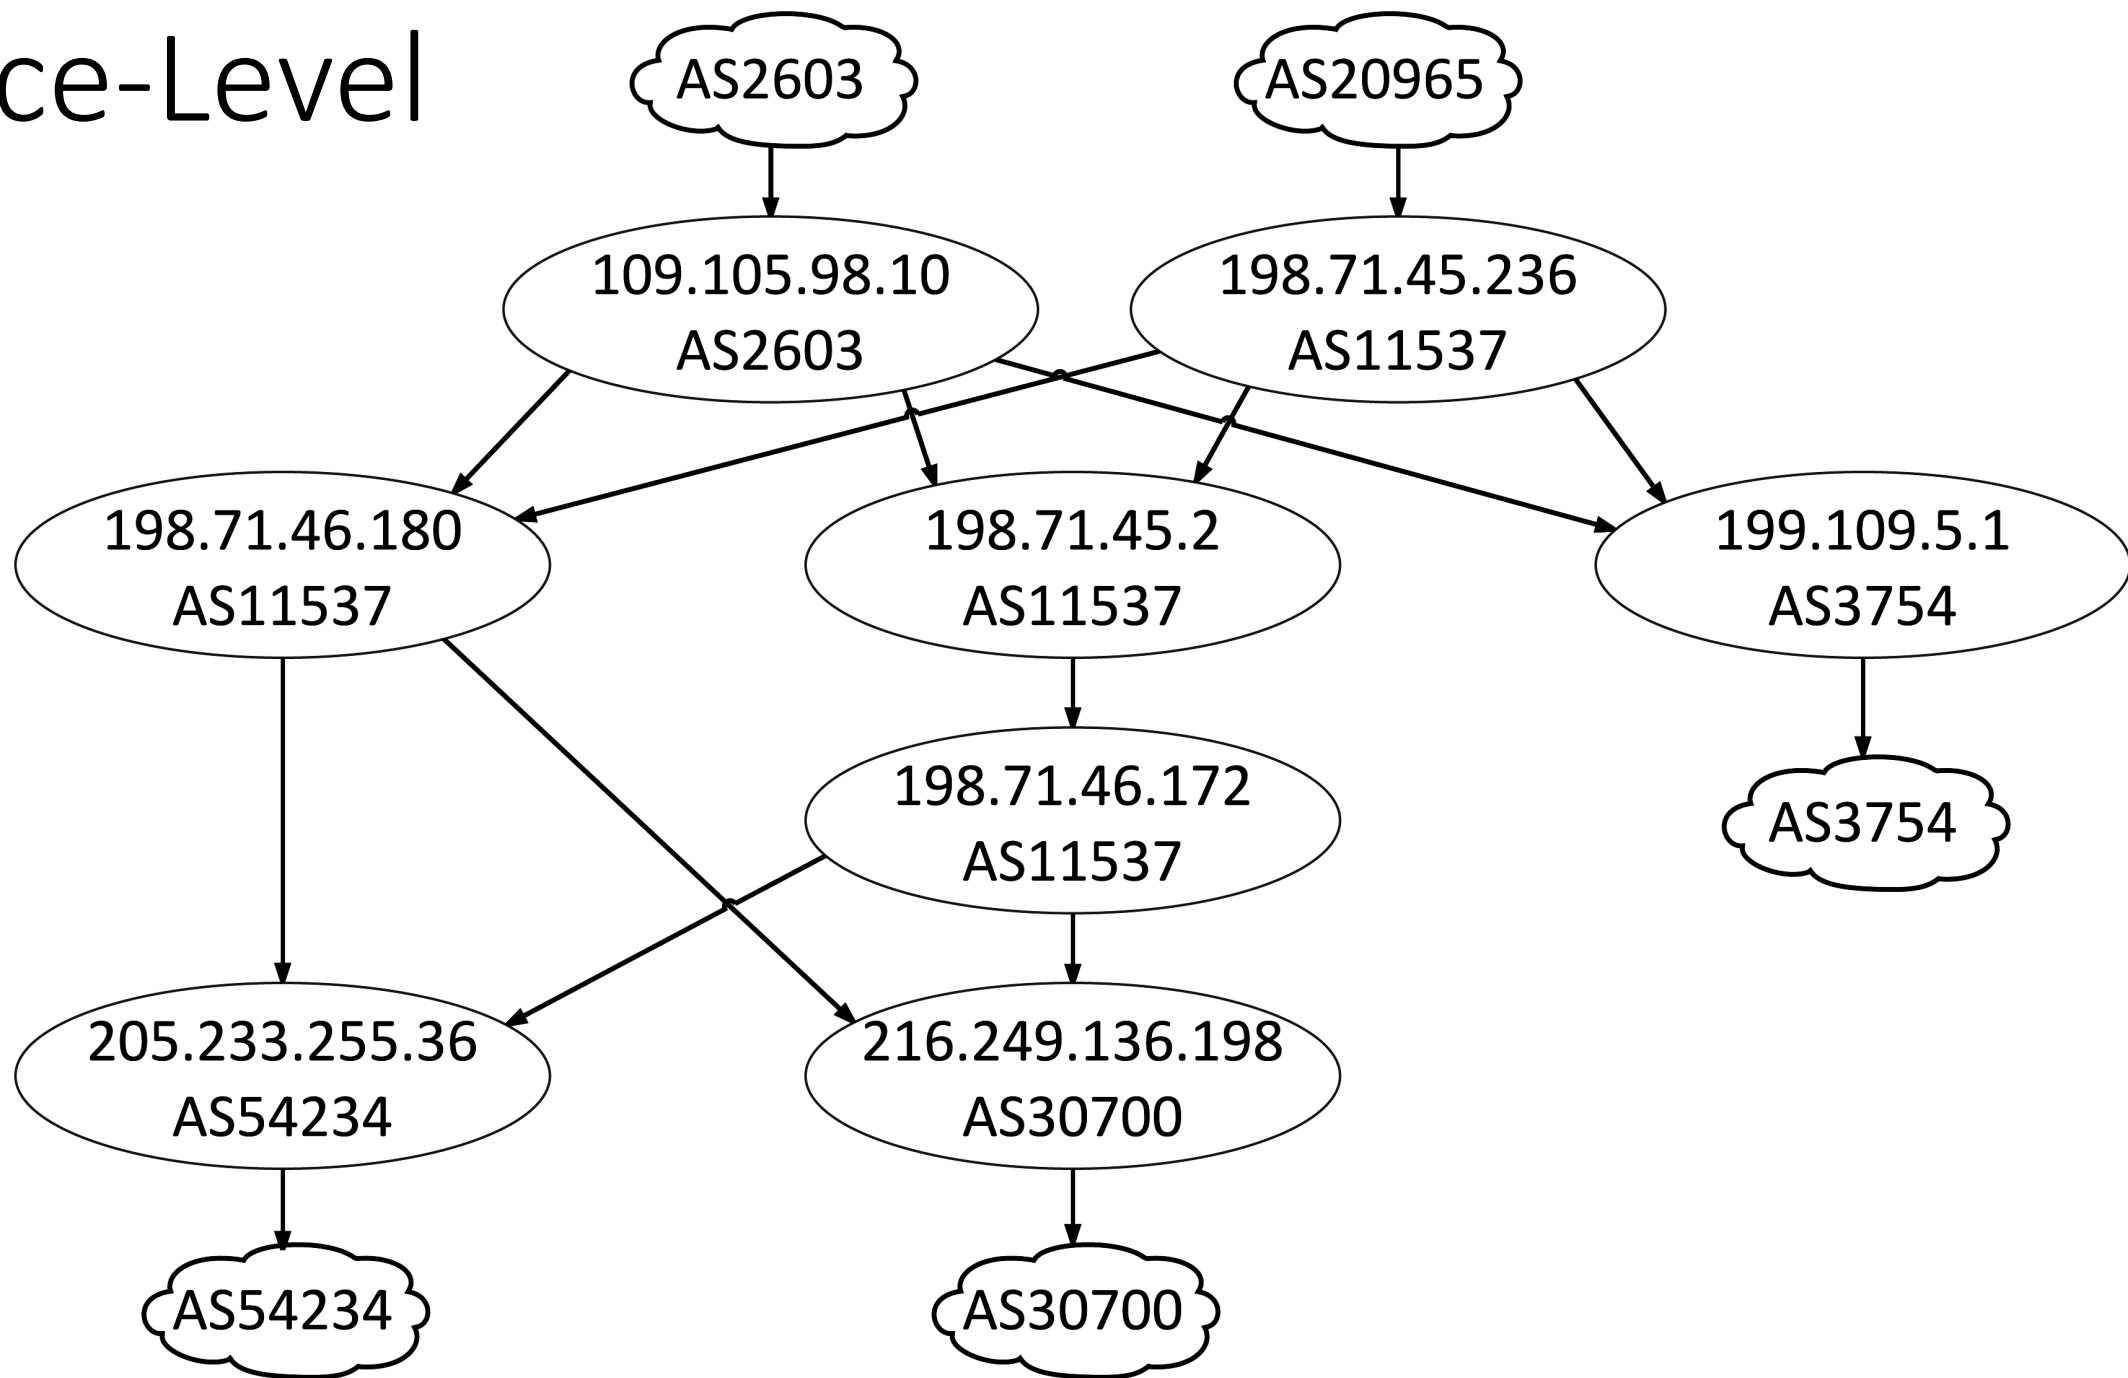 ce-Level
AS2603
AS20965
109.105.98.10
AS2603
198.71.45.236
AS11537
198.71.46.180
AS11537
198.71.45.2
AS11537
199.109.5.1
AS3754
198.71.46.172
AS11537
AS3754
205.233.255.36
AS54234
216.249.136.198
AS30700
AS54234
AS30700